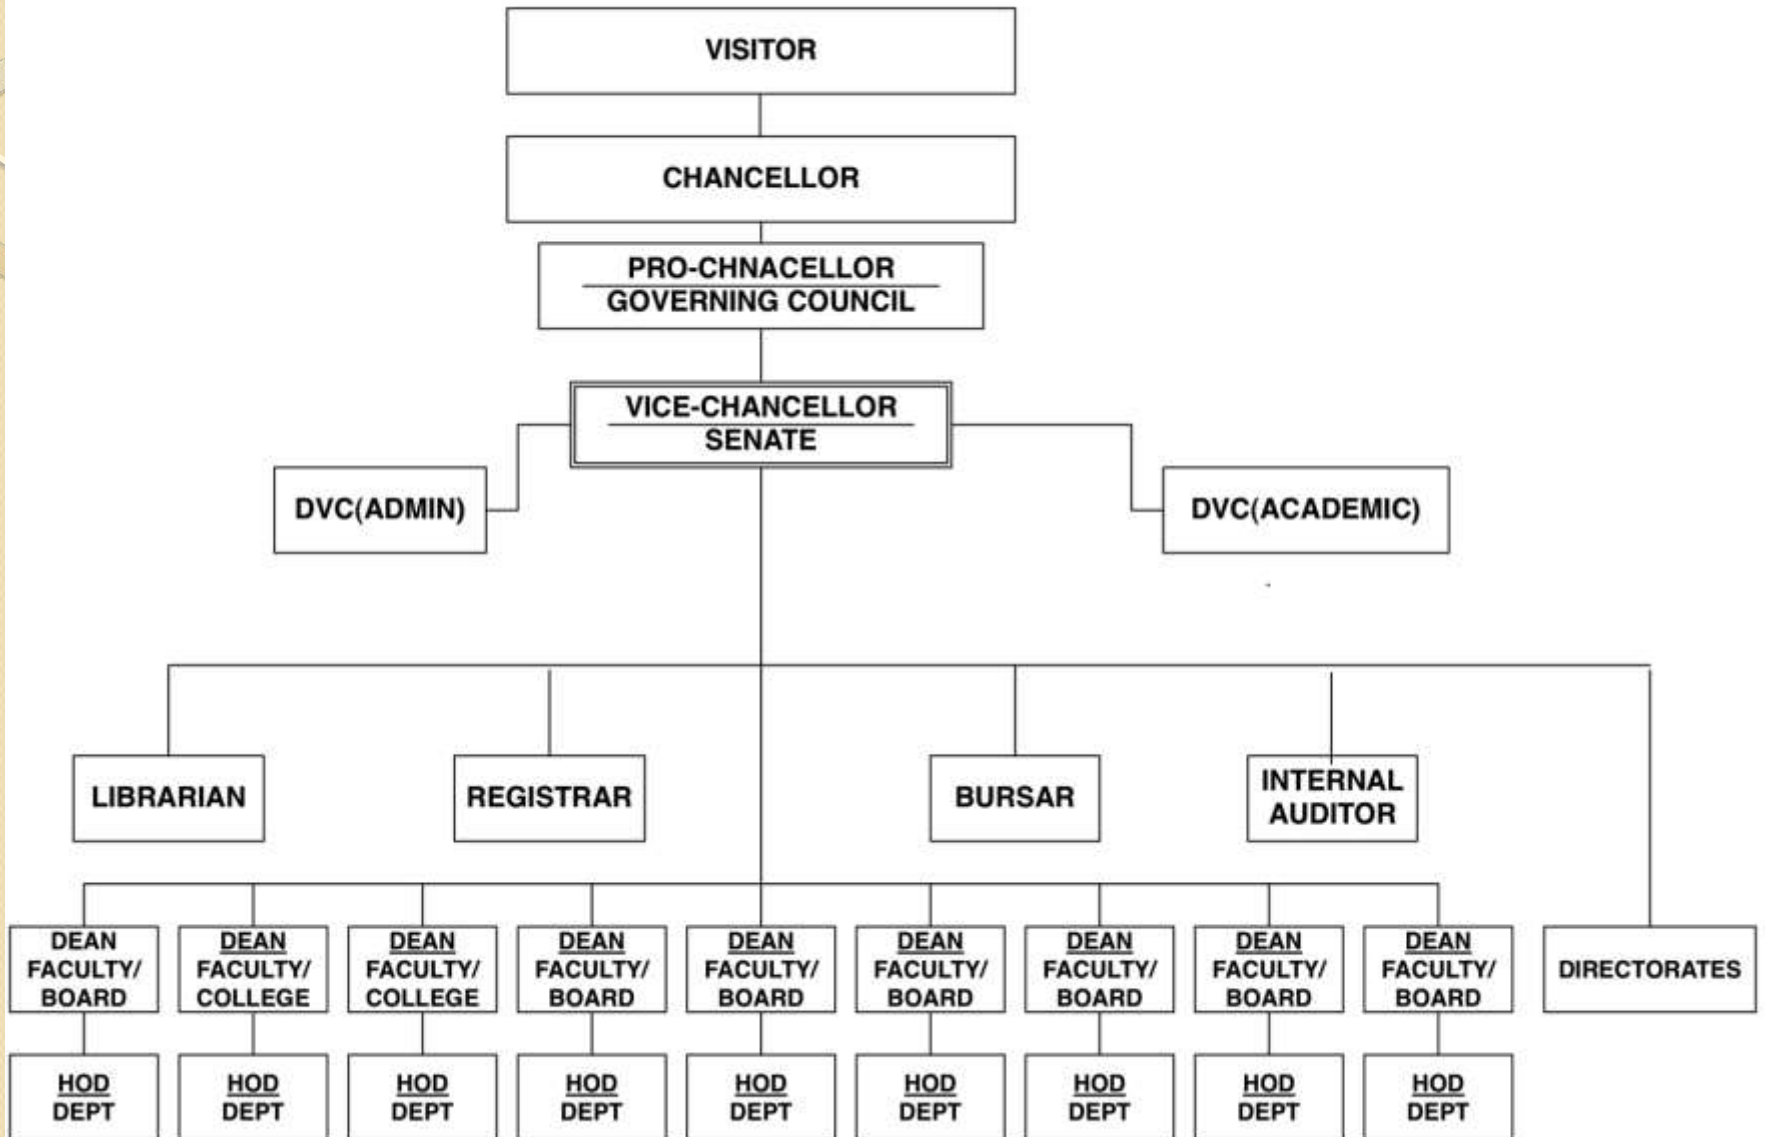 VISITOR
CHANCELLOR
PRO-CHNACELLOR
GOVERNING COUNCIL
VICE-CHANCELLOR
SENATE
DVC(ADMIN)
DVC(ACADEMIC)
LIBRARIAN
REGISTRAR
BURSAR
INTERNAL
AUDITOR
DEAN
FACULTY/
BOARD
DEAN
FACULTY/
COLLEGE
DEAN
FACULTY/
COLLEGE
DEAN
FACULTY/
BOARD
DEAN
FACULTY/
BOARD
DEAN
FACULTY/
BOARD
DEAN
FACULTY/
BOARD
DEAN
FACULTY/
BOARD
DEAN
FACULTY/
BOARD
DIRECTORATES
HOD
DEPT
HOD
DEPT
HOD
DEPT
HOD
DEPT
HOD
DEPT
HOD
DEPT
HOD
DEPT
HOD
DEPT
HOD
DEPT